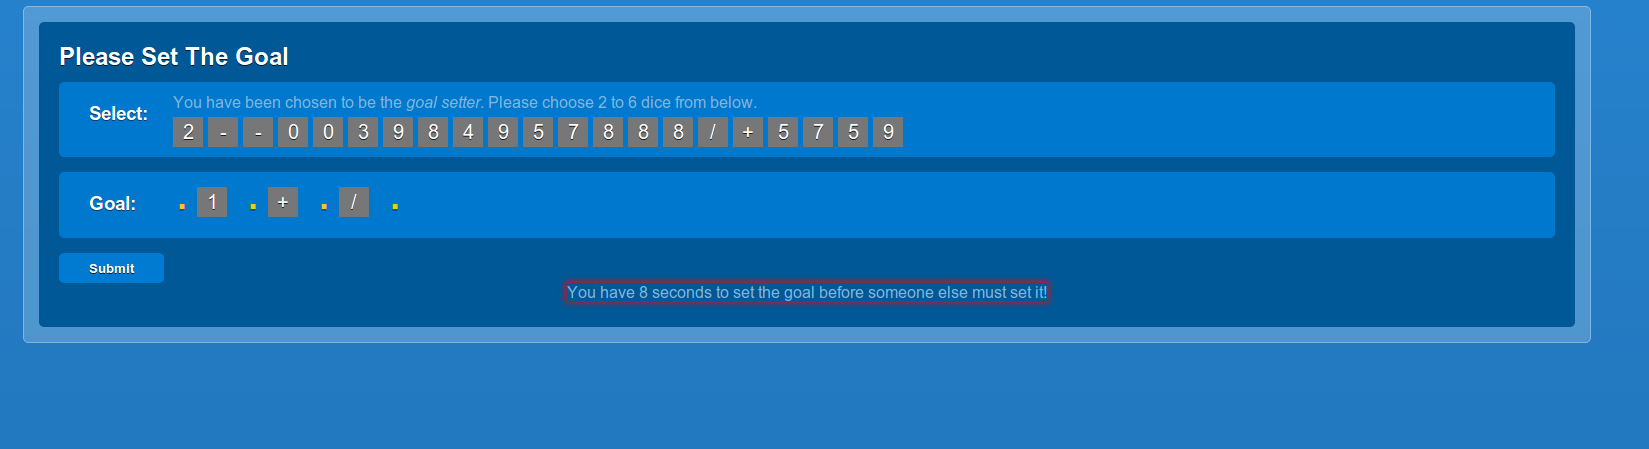 Please Set The Goal
Select: You have been chosen to be the goal setter. Please choose 2 to 6 dice from below.
2 - - 0 0 3 9 8 4 9 5 7 8 8 8 / + 5 7 5 9
Goal: . 1 . + . / .
Submit
You have 8 seconds to set the goal before someone else must set it!